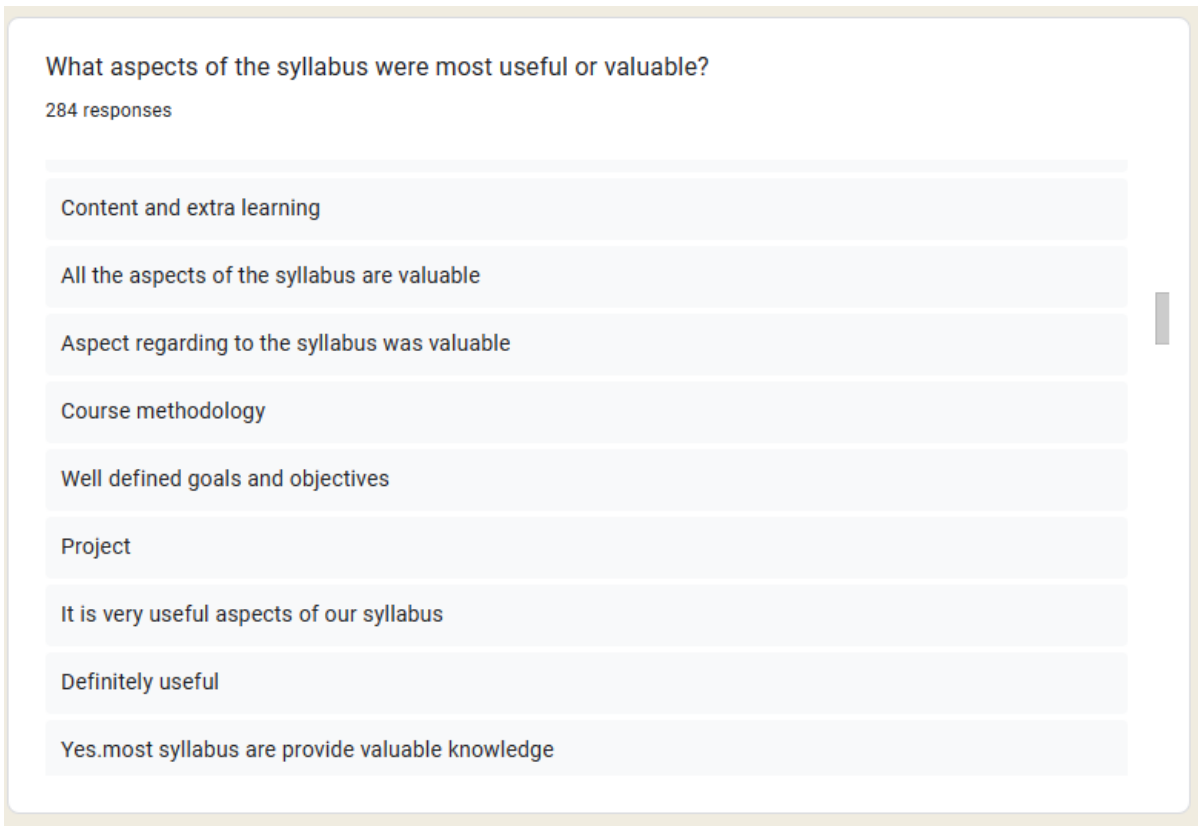 What aspects of the syllabus were most useful or valuable?
284 responses
Content and extra learning
All the aspects of the syllabus are valuable
Aspect regarding to the syllabus was valuable
Course methodology
Well defined goals and objectives
Project
It is very useful aspects of our syllabus
Definitely useful
Yes.most syllabus are provide valuable knowledge